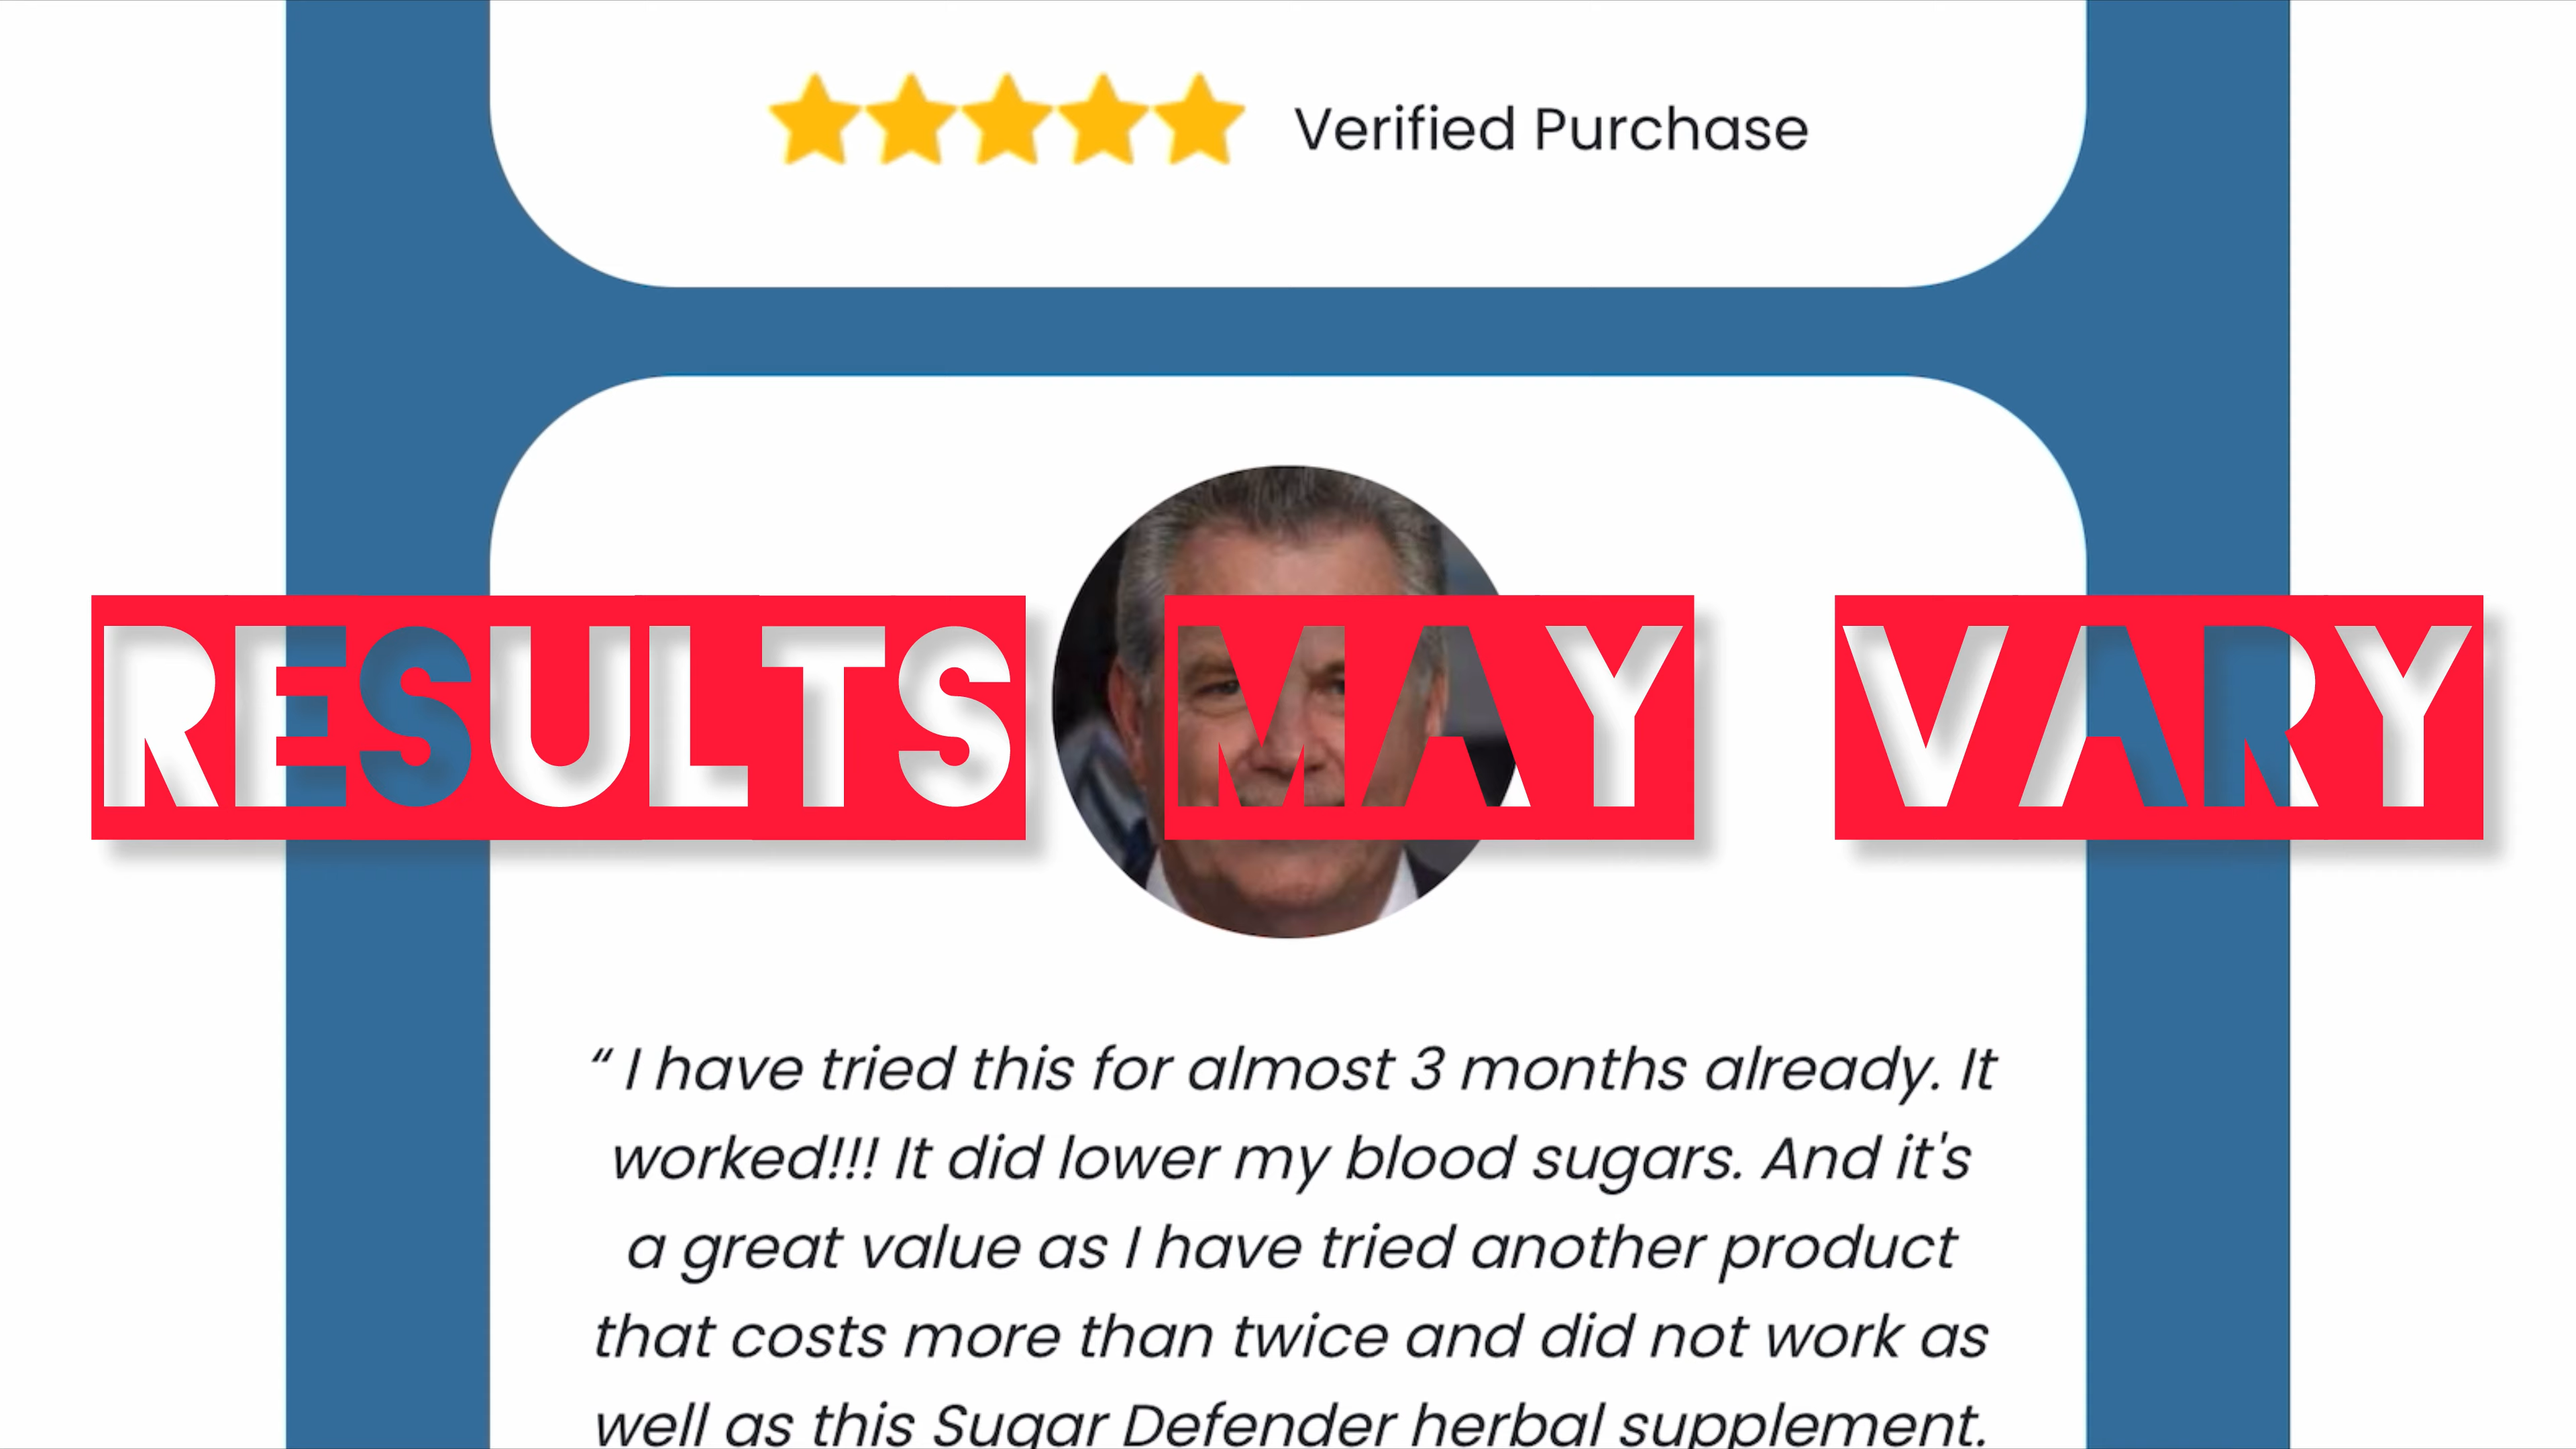 Verified Purchase
RESULTS MAY VARY
“ I have tried this for almost 3 months already. It
worked!!! It did lower my blood sugars. And it's
a great value as I have tried another product
that costs more than twice and did not work as
well as this Sugar Defender herbal supplement.